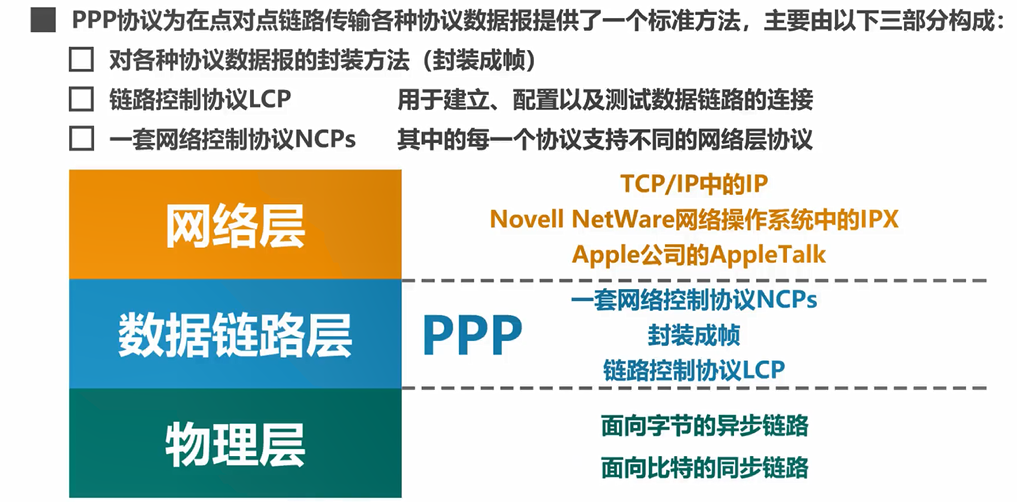 PPP协议为在点对点链路传输各种协议数据报提供了一个标准方法，主要由以下三部分构成：
对各种协议数据报的封装方法（封装成帧）
链路控制协议LCP 用于建立、配置以及测试数据链路的连接
一套网络控制协议NCPs 其中的每一个协议支持不同的网络层协议
网络层
TCP/IP中的IP
Novell NetWare网络操作系统中的IPX
Apple公司的AppleTalk
数据链路层
PPP
一套网络控制协议NCPs
封装成帧
链路控制协议LCP
物理层
面向字节的异步链路
面向比特的同步链路